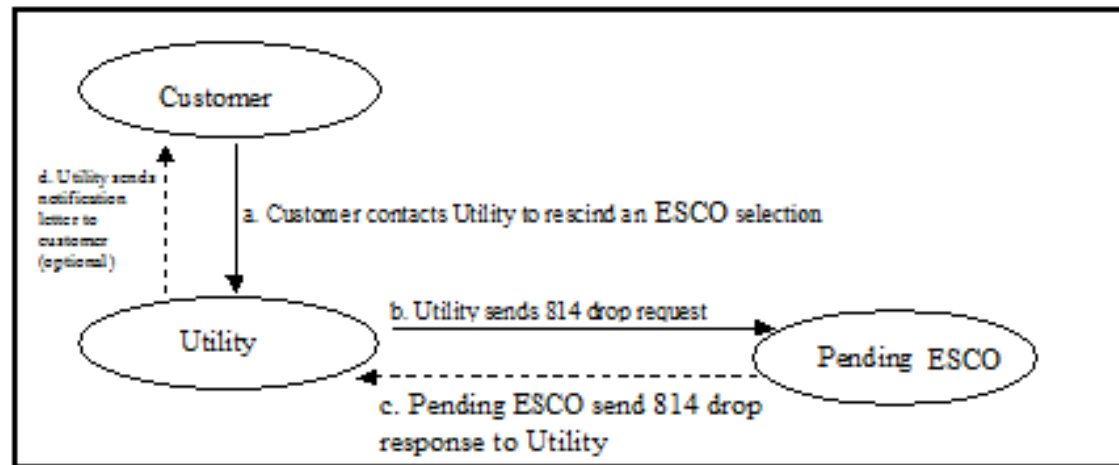 Customer
d. Utility sends
notification
letter to
customer
(optional)
a. Customer contacts Utility to rescind an ESCO selection
Utility
b. Utility sends 814 drop request
Pending ESCO
c. Pending ESCO send 814 drop
response to Utility